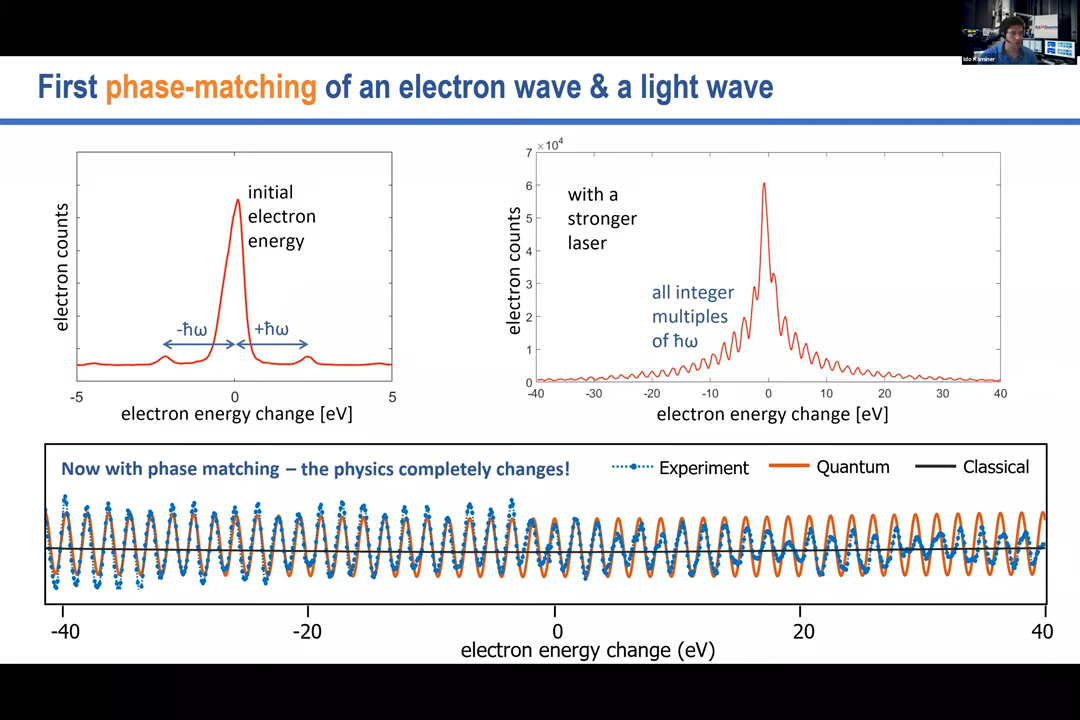 First phase-matching of an electron wave & a light wave
Ido Kaminer
initial
electron
energy
-ħω
+ħω
electron counts
-5
0
5
electron energy change [eV]
×10⁴
7
6
5
4
3
2
1
0
with a
stronger
laser
all integer
multiples
of ħω
electron counts
-40
-30
-20
-10
0
10
20
30
40
electron energy change [eV]
Now with phase matching – the physics completely changes!
Experiment
Quantum
Classical
-40
-20
0
20
40
electron energy change (eV)